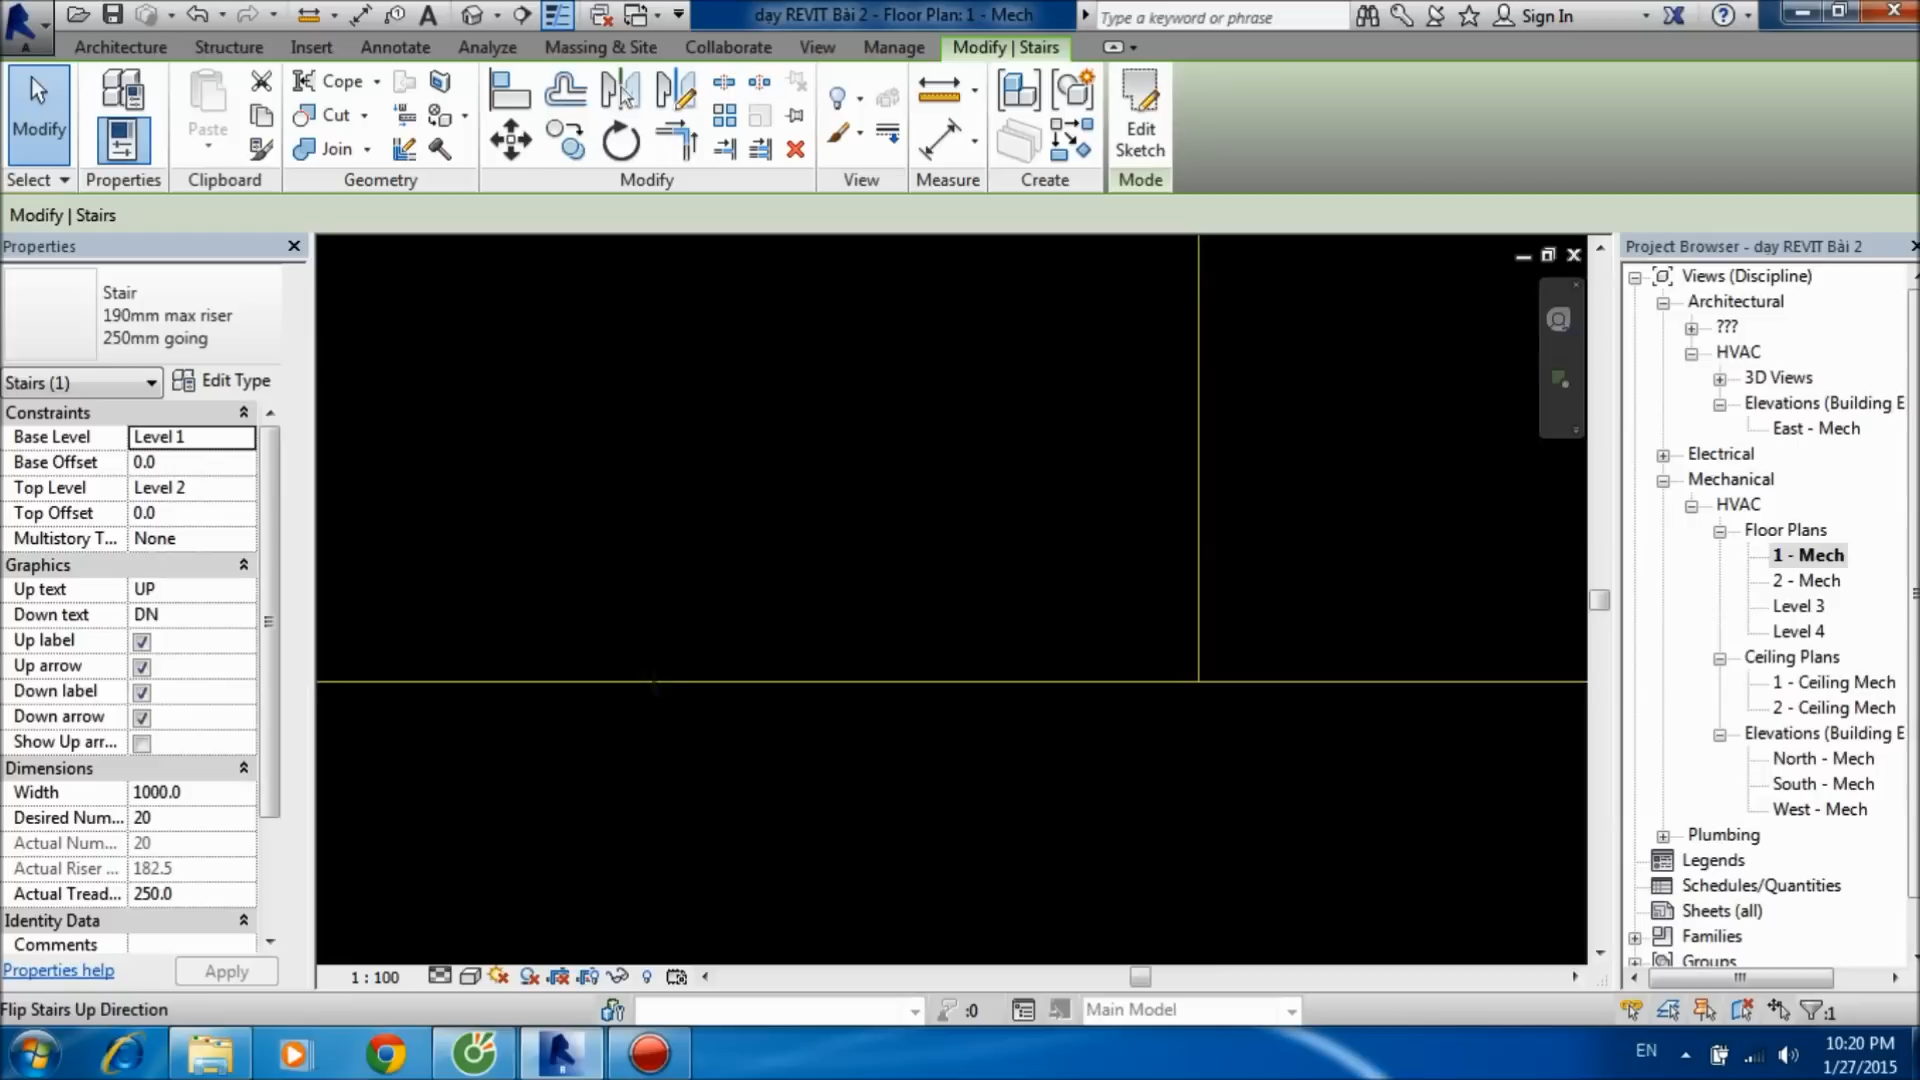 dạy REVIT Bài 2 - Floor Plan: 1 - Mech
Type a keyword or phrase
Sign In
Architecture
Structure
Insert
Annotate
Analyze
Massing & Site
Collaborate
View
Manage
Modify | Stairs
Modify
Paste
Cope
Cut
Join
Edit
Sketch
Select
Properties
Clipboard
Geometry
Modify
View
Measure
Create
Mode
Modify | Stairs
Properties
Stair
190mm max riser
250mm going
Stairs (1)
Edit Type
Constraints
Base Level Level 1
Base Offset 0.0
Top Level Level 2
Top Offset 0.0
Multistory T... None
Graphics
Up text UP
Down text DN
Up label
Up arrow
Down label
Down arrow
Show Up arr...
Dimensions
Width 1000.0
Desired Num... 20
Actual Num... 20
Actual Riser ... 182.5
Actual Tread... 250.0
Identity Data
Comments
Properties help
Apply
1 : 100
Project Browser - dạy REVIT Bài 2
Views (Discipline)
Architectural
???
HVAC
3D Views
Elevations (Building E
East - Mech
Electrical
Mechanical
HVAC
Floor Plans
1 - Mech
2 - Mech
Level 3
Level 4
Ceiling Plans
1 - Ceiling Mech
2 - Ceiling Mech
Elevations (Building E
North - Mech
South - Mech
West - Mech
Plumbing
Legends
Schedules/Quantities
Sheets (all)
Families
Groups
Flip Stairs Up Direction
:0
Main Model
:1
EN
10:20 PM
1/27/2015